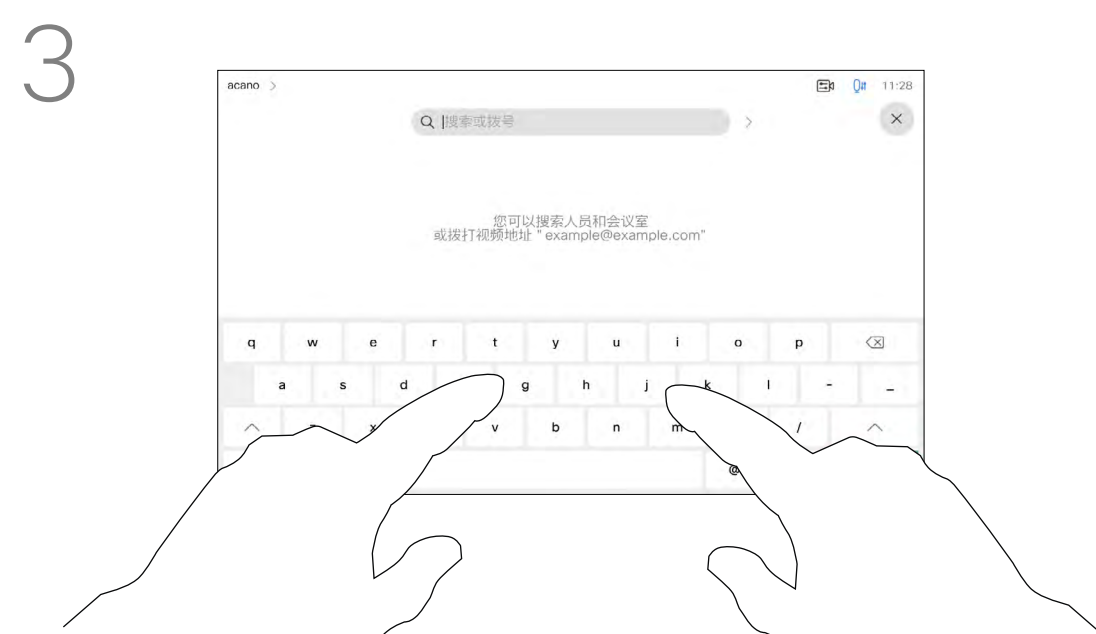 3
acano >
11:28
搜索或拨号
您可以搜索人员和会议室
或拨打视频地址 " example@example.com"
q w e r t y u i o p
a s d g h j k l - _
x v b n m /
@